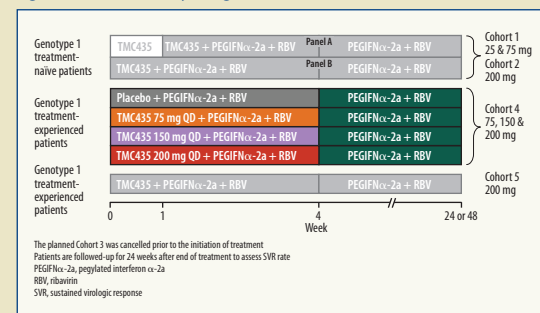 Genotype 1
treatment-
naïve patients
TMC435
TMC435 + PEGIFNα-2a + RBV
Panel A
PEGIFNα-2a + RBV
TMC435 + PEGIFNα-2a + RBV
Panel B
PEGIFNα-2a + RBV
Cohort 1
25 & 75 mg
Cohort 2
200 mg
Genotype 1
treatment-
experienced
patients
Placebo + PEGIFNα-2a + RBV
PEGIFNα-2a + RBV
TMC435 75 mg QD + PEGIFNα-2a + RBV
PEGIFNα-2a + RBV
TMC435 150 mg QD + PEGIFNα-2a + RBV
PEGIFNα-2a + RBV
TMC435 200 mg QD + PEGIFNα-2a + RBV
PEGIFNα-2a + RBV
Cohort 4
75, 150 &
200 mg
Genotype 1
treatment-
experienced
patients
TMC435 + PEGIFNα-2a + RBV
PEGIFNα-2a + RBV
Cohort 5
200 mg
0
1
4
24 or 48
Week
The planned Cohort 3 was cancelled prior to the initiation of treatment
Patients are followed-up for 24 weeks after end of treatment to assess SVR rate
PEGIFNα-2a, pegylated interferon α-2a
RBV, ribavirin
SVR, sustained virologic response